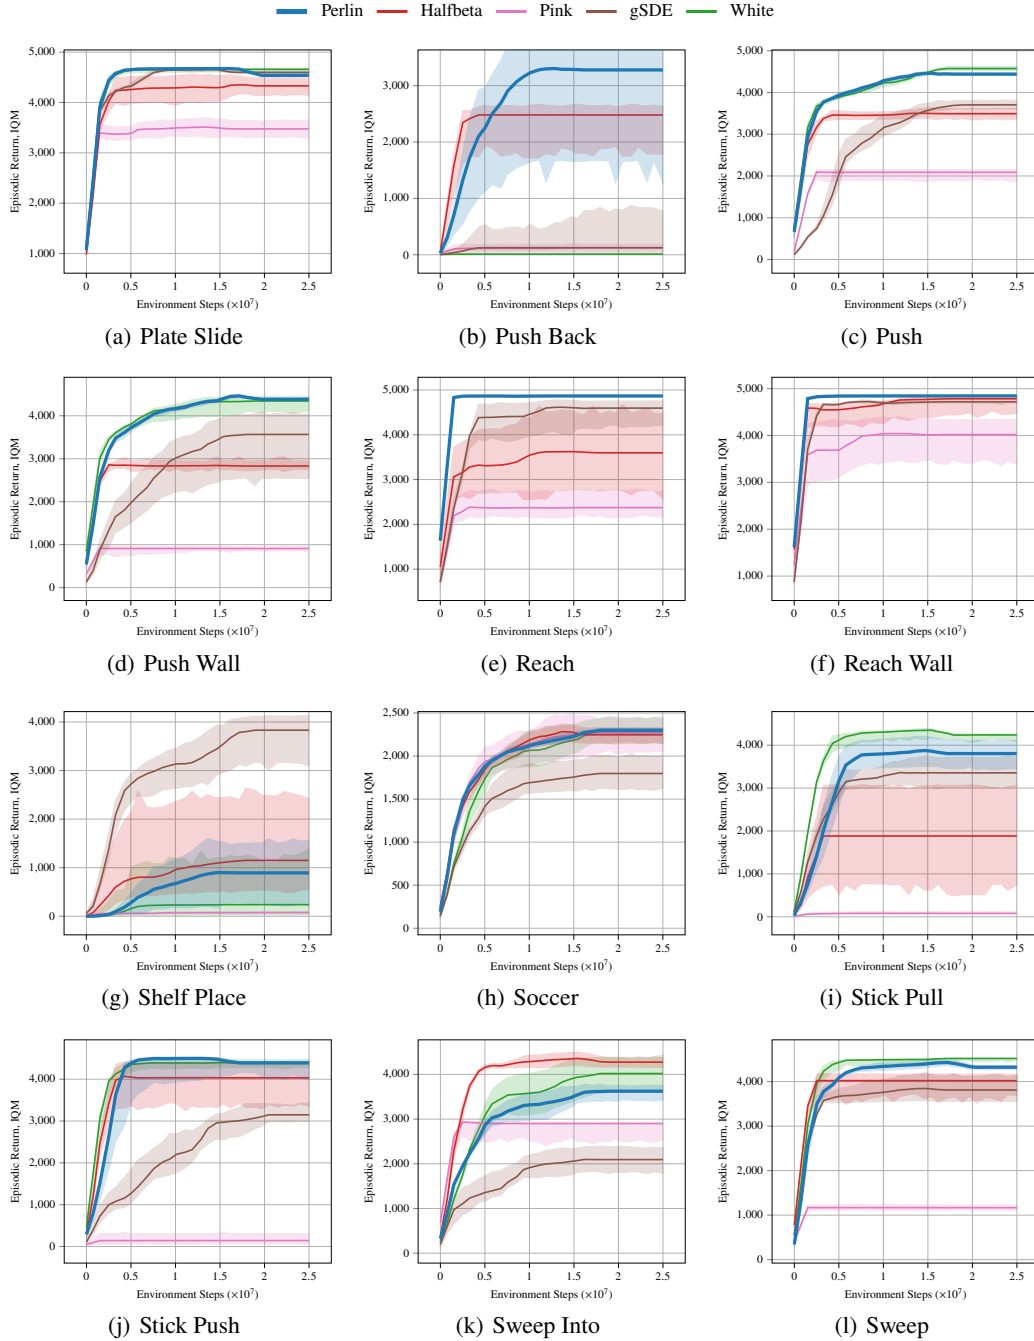 Perlin Halfbeta Pink gSDE White
5,000
4,000
3,000
2,000
1,000
Episodic Return, IQM
0 0.5 1 1.5 2 2.5
Environment Steps (×10⁷)
(a) Plate Slide
3,000
2,000
1,000
0
Episodic Return, IQM
0 0.5 1 1.5 2 2.5
Environment Steps (×10⁷)
(b) Push Back
5,000
4,000
3,000
2,000
1,000
0
Episodic Return, IQM
0 0.5 1 1.5 2 2.5
Environment Steps (×10⁷)
(c) Push
4,000
3,000
2,000
1,000
0
Episodic Return, IQM
0 0.5 1 1.5 2 2.5
Environment Steps (×10⁷)
(d) Push Wall
5,000
4,000
3,000
2,000
1,000
Episodic Return, IQM
0 0.5 1 1.5 2 2.5
Environment Steps (×10⁷)
(e) Reach
5,000
4,000
3,000
2,000
1,000
Episodic Return, IQM
0 0.5 1 1.5 2 2.5
Environment Steps (×10⁷)
(f) Reach Wall
4,000
3,000
2,000
1,000
0
Episodic Return, IQM
0 0.5 1 1.5 2 2.5
Environment Steps (×10⁷)
(g) Shelf Place
2,500
2,000
1,500
1,000
500
0
Episodic Return, IQM
0 0.5 1 1.5 2 2.5
Environment Steps (×10⁷)
(h) Soccer
4,000
3,000
2,000
1,000
0
Episodic Return, IQM
0 0.5 1 1.5 2 2.5
Environment Steps (×10⁷)
(i) Stick Pull
4,000
3,000
2,000
1,000
0
Episodic Return, IQM
0 0.5 1 1.5 2 2.5
Environment Steps (×10⁷)
(j) Stick Push
4,000
3,000
2,000
1,000
0
Episodic Return, IQM
0 0.5 1 1.5 2 2.5
Environment Steps (×10⁷)
(k) Sweep Into
4,000
3,000
2,000
1,000
0
Episodic Return, IQM
0 0.5 1 1.5 2 2.5
Environment Steps (×10⁷)
(l) Sweep